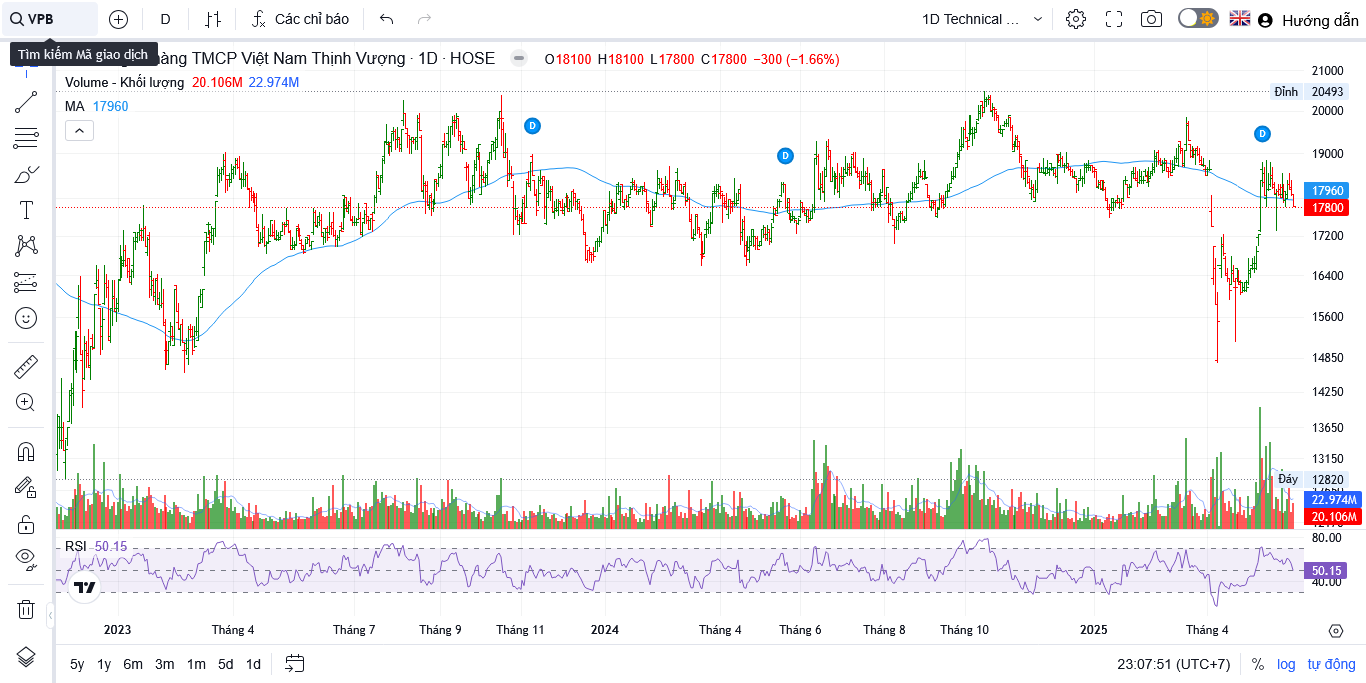 VPB
D
Các chỉ báo
1D Technical ...
Hướng dẫn
Tìm kiếm Mã giao dịch
hàng TMCP Việt Nam Thịnh Vượng · 1D · HOSE
O18100 H18100 L17800 C17800 −300 (−1.66%)
Volume - Khối lượng 20.106M 22.974M
MA 17960
D
D
D
21000
Đỉnh 20493
20000
19000
17960
17800
17200
16400
15600
14850
14250
13650
13150
Đáy 12820
22.974M
20.106M
RSI 50.15
80.00
50.15
40.00
2023
Tháng 4
Tháng 7
Tháng 9
Tháng 11
2024
Tháng 4
Tháng 6
Tháng 8
Tháng 10
2025
Tháng 4
5y 1y 6m 3m 1m 5d 1d
23:07:51 (UTC+7)
% log tự động